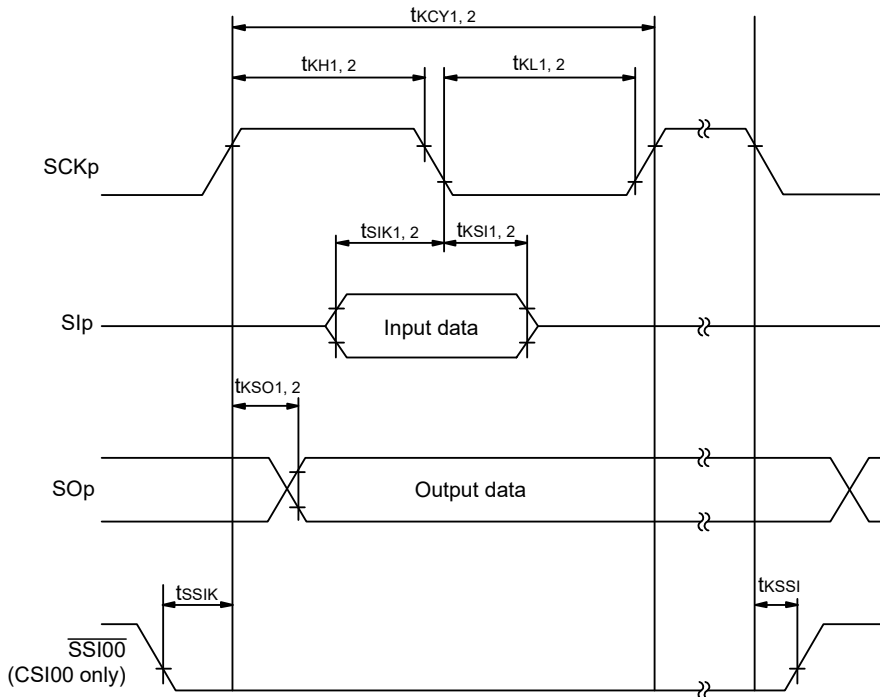 tKCY1, 2
tKH1, 2
tKL1, 2
SCKp
tSIK1, 2
tKSI1, 2
SIp
Input data
tKSO1, 2
SOp
Output data
tSSIK
tKSSI
SSI00
(CSI00 only)